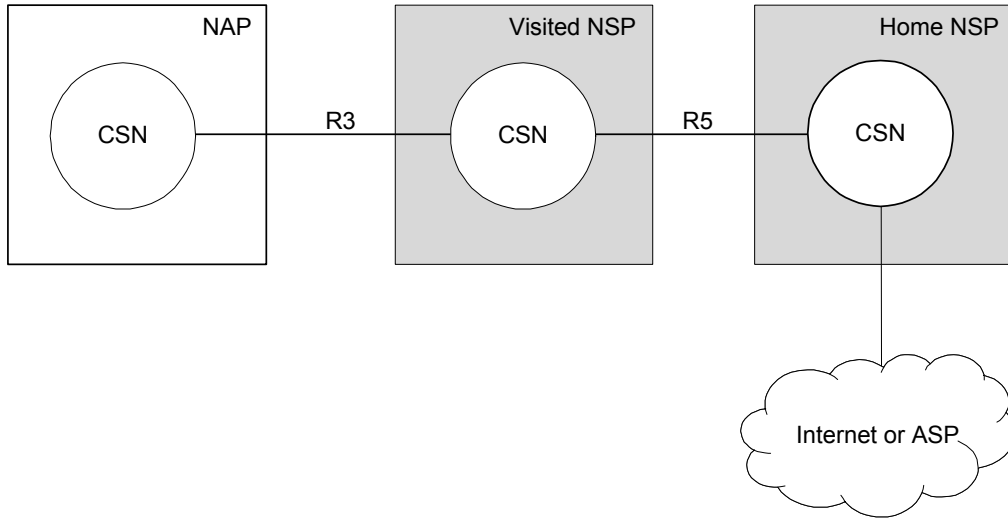 NAP
Visited NSP
Home NSP
CSN
R3
CSN
R5
CSN
Internet or ASP